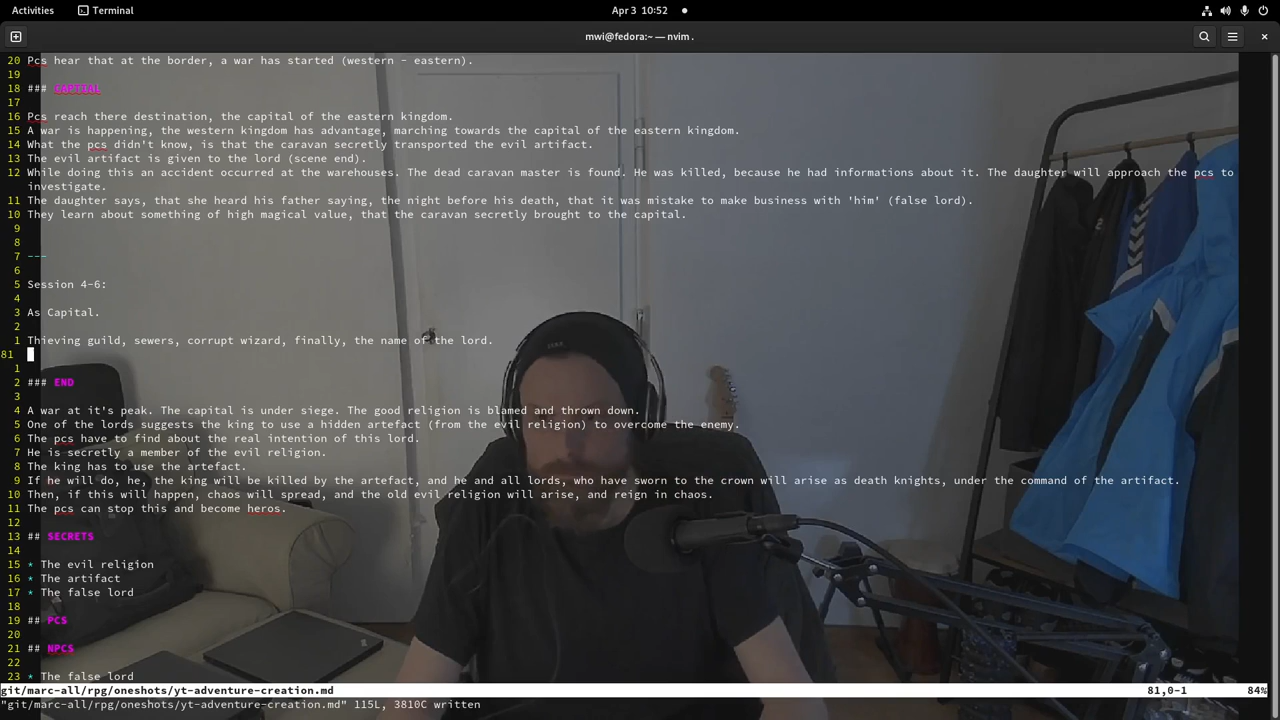 Activities Terminal Apr 3 10:52
mwi@fedora:~ — nvim .
20 Pcs hear that at the border, a war has started (western - eastern).
19
18 ### CAPTIAL
17
16 Pcs reach there destination, the capital of the eastern kingdom.
15 A war is happening, the western kingdom has advantage, marching towards the capital of the eastern kingdom.
14 What the pcs didn't know, is that the caravan secretly transported the evil artifact.
13 The evil artifact is given to the lord (scene end).
12 While doing this an accident occurred at the warehouses. The dead caravan master is found. He was killed, because he had informations about it. The daughter will approach the pcs to
investigate.
11 The daughter says, that she heard his father saying, the night before his death, that it was mistake to make business with 'him' (false lord).
10 They learn about something of high magical value, that the caravan secretly brought to the capital.
9
8
7 ---
6
5 Session 4-6:
4
3 As Capital.
2
1 Thieving guild, sewers, corrupt wizard, finally, the name of the lord.
81
1
2 ### END
3
4 A war at it's peak. The capital is under siege. The good religion is blamed and thrown down.
5 One of the lords suggests the king to use a hidden artefact (from the evil religion) to overcome the enemy.
6 The pcs have to find about the real intention of this lord.
7 He is secretly a member of the evil religion.
8 The king has to use the artefact.
9 If he will do, he, the king will be killed by the artefact, and he and all lords, who have sworn to the crown will arise as death knights, under the command of the artifact.
10 Then, if this will happen, chaos will spread, and the old evil religion will arise, and reign in chaos.
11 The pcs can stop this and become heros.
12
13 ## SECRETS
14
15 * The evil religion
16 * The artifact
17 * The false lord
18
19 ## PCS
20
21 ## NPCS
22
23 * The false lord
git/marc-all/rpg/oneshots/yt-adventure-creation.md 81,0-1 84%
"git/marc-all/rpg/oneshots/yt-adventure-creation.md" 115L, 3810C written